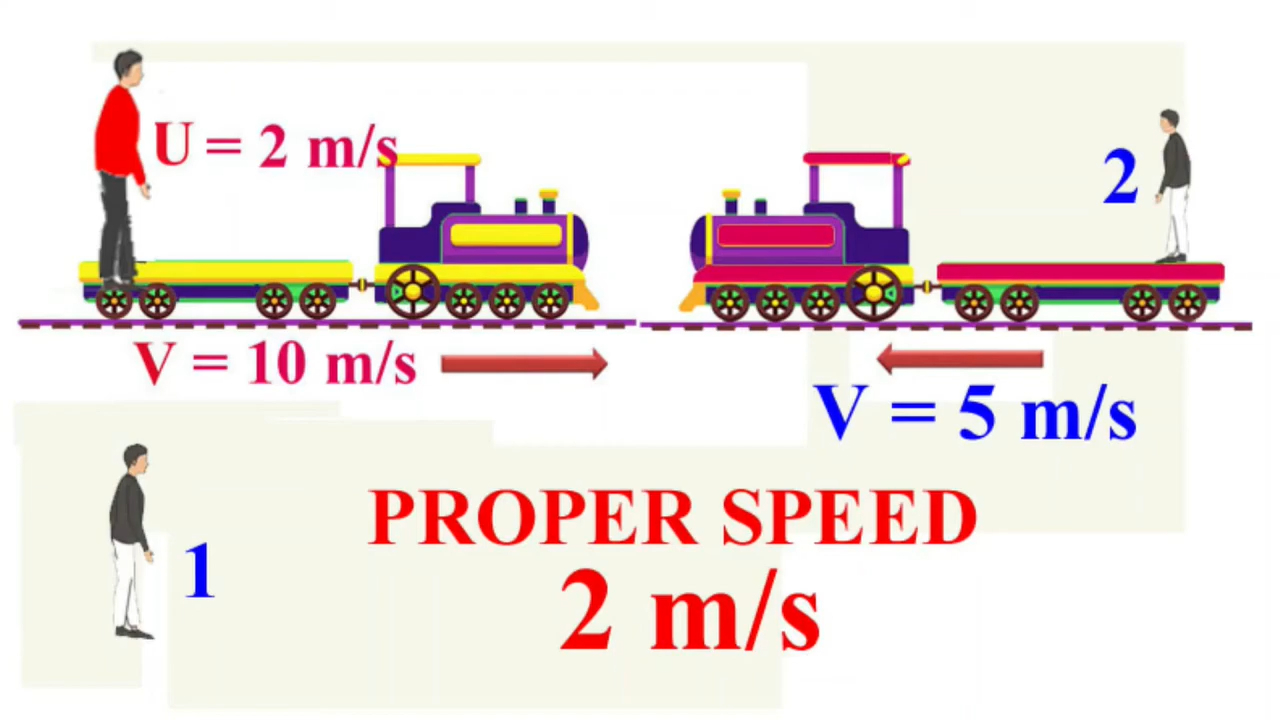 U = 2 m/s
2
V = 10 m/s
V = 5 m/s
PROPER SPEED
2 m/s
1